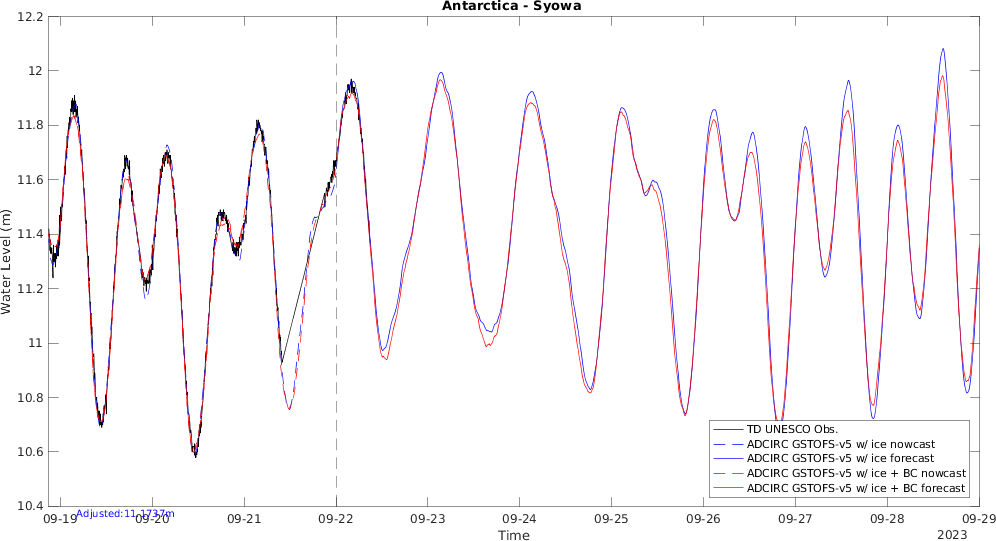 Antarctica - Syowa
12.2
12
11.8
11.6
11.4
11.2
11
10.8
10.6
10.4
Water Level (m)
TD UNESCO Obs.
ADCIRC GSTOFS-v5 w/ ice nowcast
ADCIRC GSTOFS-v5 w/ ice forecast
ADCIRC GSTOFS-v5 w/ ice + BC nowcast
ADCIRC GSTOFS-v5 w/ ice + BC forecast
Adjusted:11.1737m
09-19 09-20 09-21 09-22 09-23 09-24 09-25 09-26 09-27 09-28 09-29
Time
2023